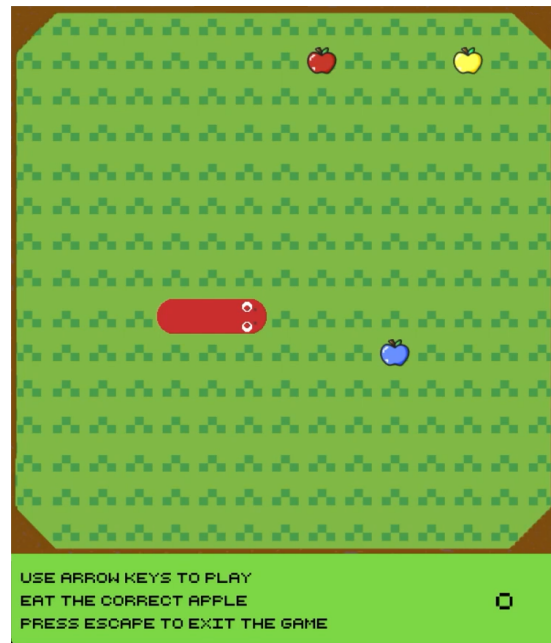 USE ARROW KEYS TO PLAY
EAT THE CORRECT APPLE
0
PRESS ESCAPE TO EXIT THE GAME